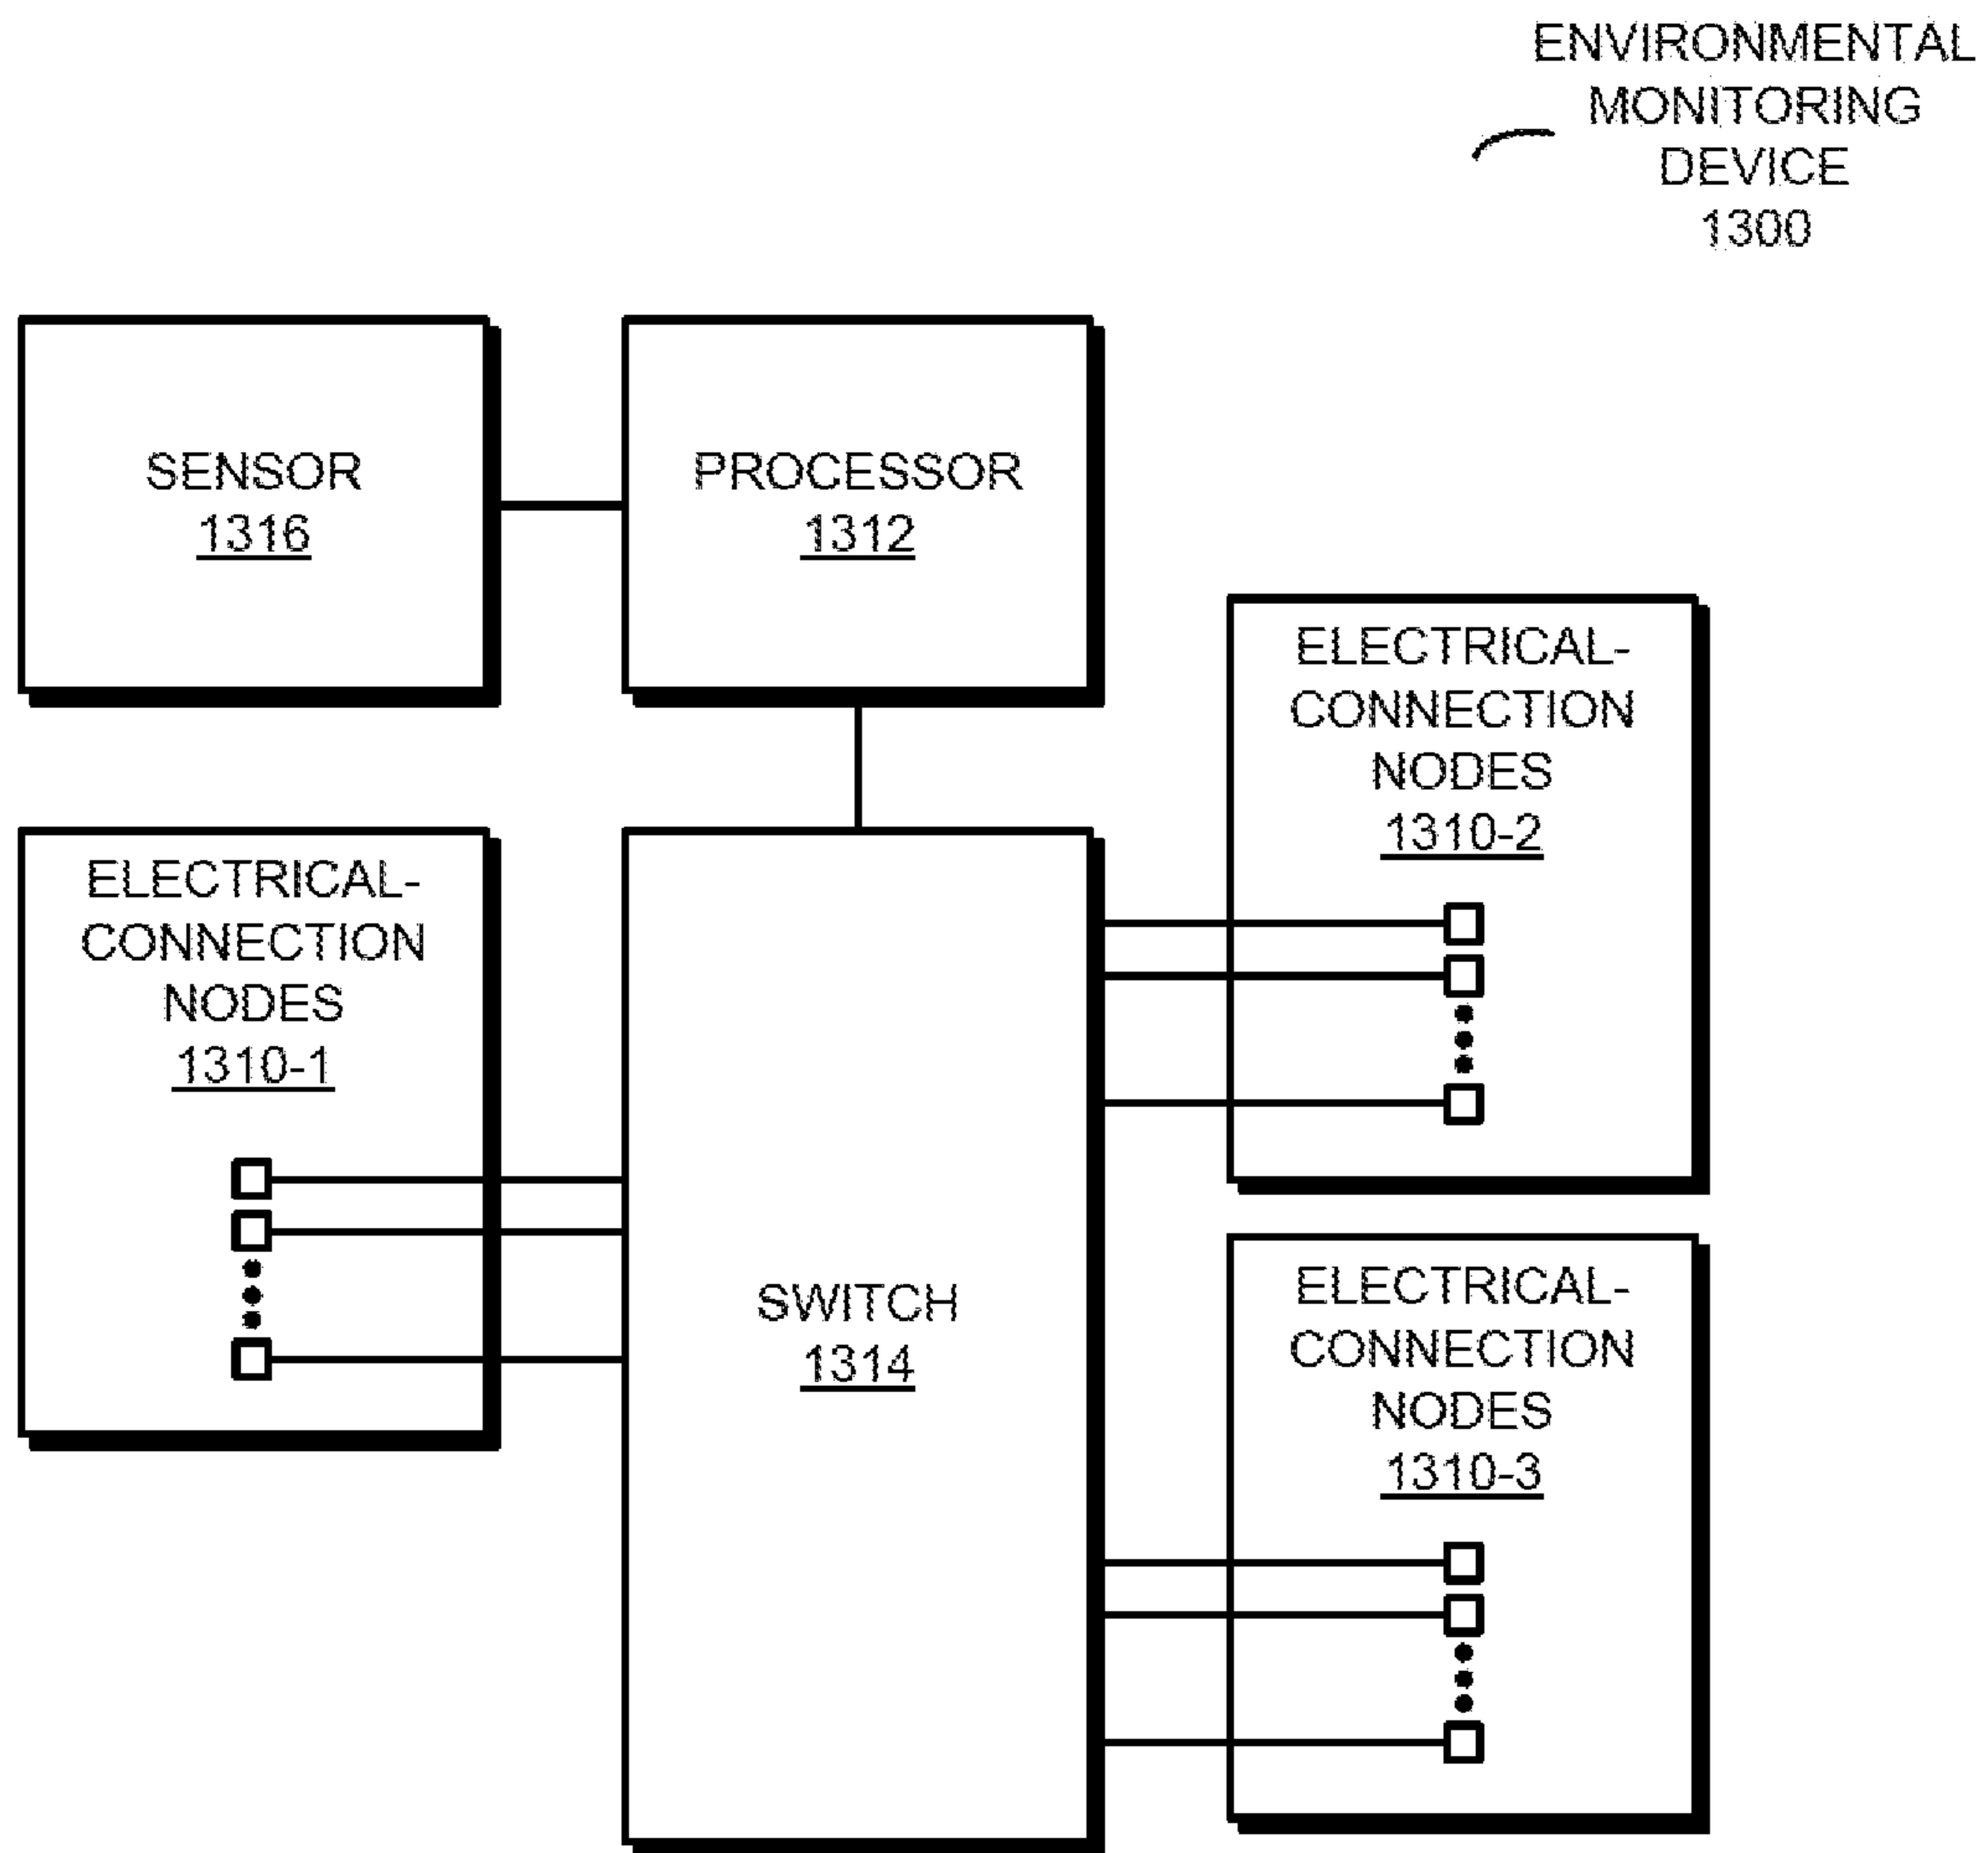 ENVIRONMENTAL
MONITORING
DEVICE
1300
SENSOR
1316
PROCESSOR
1312
ELECTRICAL-
CONNECTION
NODES
1310-2
ELECTRICAL-
CONNECTION
NODES
1310-1
SWITCH
1314
ELECTRICAL-
CONNECTION
NODES
1310-3